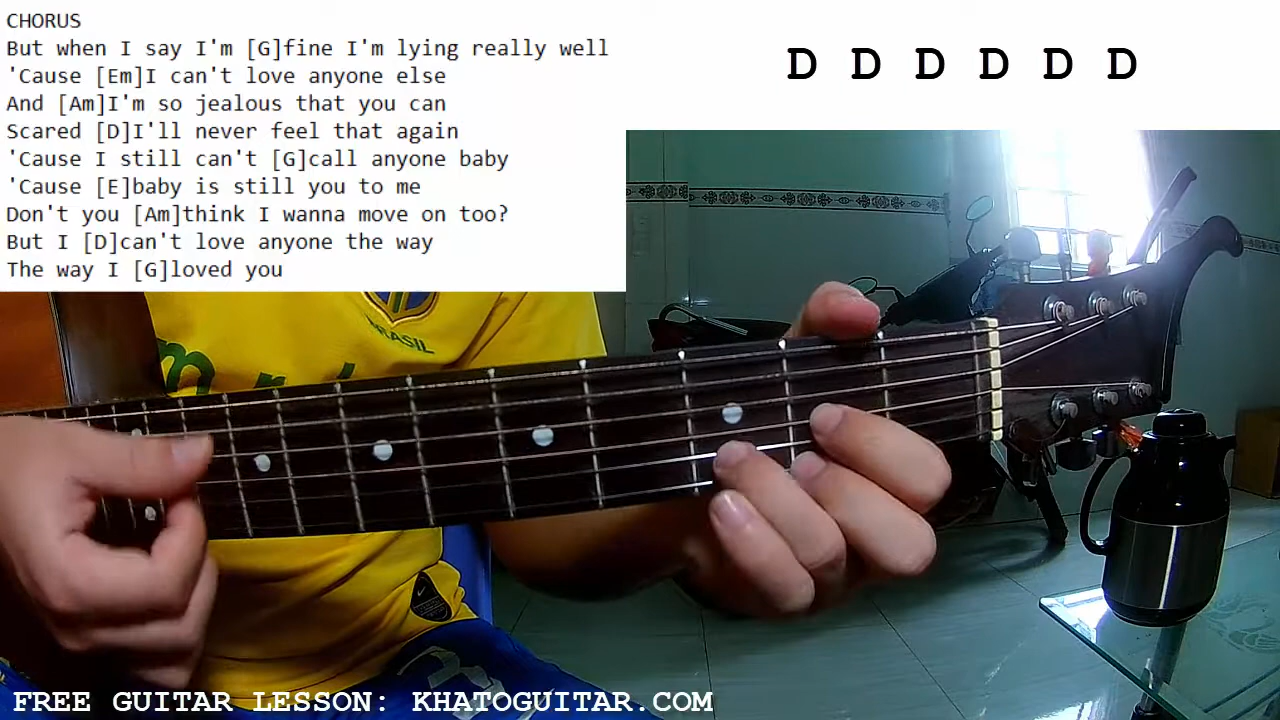 CHORUS
But when I say I'm [G]fine I'm lying really well
'Cause [Em]I can't love anyone else
And [Am]I'm so jealous that you can
Scared [D]I'll never feel that again
'Cause I still can't [G]call anyone baby
'Cause [E]baby is still you to me
Don't you [Am]think I wanna move on too?
But I [D]can't love anyone the way
The way I [G]loved you
D D D D D D
BRASIL
FREE GUITAR LESSON: KHATOGUITAR.COM